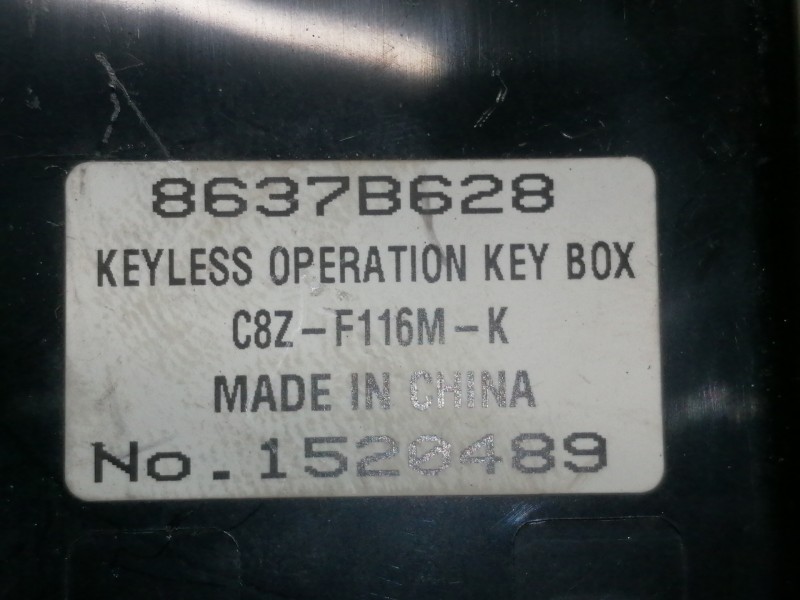 8637B628
KEYLESS OPERATION KEY BOX
C8Z-F116M-K
MADE IN CHINA
No.1520489